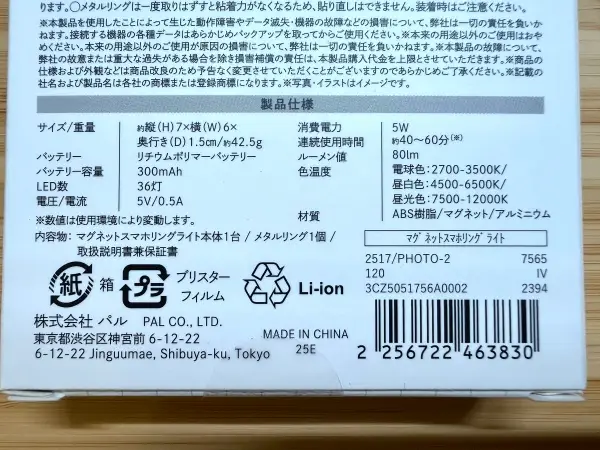 ります。○メタルリングは一度取りはずすと粘着力がなくなるため、貼り直しはできません。装着時はご注意ください。
※本製品を使用したことによって生じた動作障害やデータ滅失・機器の故障などの損害について、弊社は一切の責任を負いか
ねます。接続する機器の各種データはあらかじめバックアップを取ってからご使用ください。※本来の用途以外のご使用はおや
めください。本来の用途以外のご使用が原因の損害について、弊社は一切の責任を負いかねます。※本製品の故障について、
弊社の故意または重大な過失がある場合を除き損害補償の責任は、本製品購入代金を上限とさせていただきます。※商品の
仕様および外観などは商品改良のため予告なく変更させていただくことがございますのであらかじめご了承ください。※記載の
社名および製品名は各社の商標または登録商標になります。※写真・イラストはイメージです。
製品仕様
サイズ/重量 約縦(H)7×横(W)6×
奥行き(D)1.5cm/約42.5g
バッテリー リチウムポリマーバッテリー
バッテリー容量 300mAh
LED数 36灯
電圧/電流 5V/0.5A
※数値は使用環境により変動します。
消費電力 5W
連続使用時間 約40〜60分(※)
ルーメン値 80lm
色温度 電球色:2700-3500K/
昼白色:4500-6500K/
昼光色:7500-12000K
材質 ABS樹脂/マグネット/アルミニウム
内容物:マグネットスマホリングライト本体1台 / メタルリング1個 /
取扱説明書兼保証書
紙 箱 プラ ブリスター
フィルム
Li-ion
株式会社 パル PAL CO., LTD.
東京都渋谷区神宮前 6-12-22
6-12-22 Jinguumae, Shibuya-ku, Tokyo
MADE IN CHINA
25E
マグネットスマホリングライト
2517/PHOTO-2 7565
120 IV
3CZ5051756A0002 2394
2 256722 463830